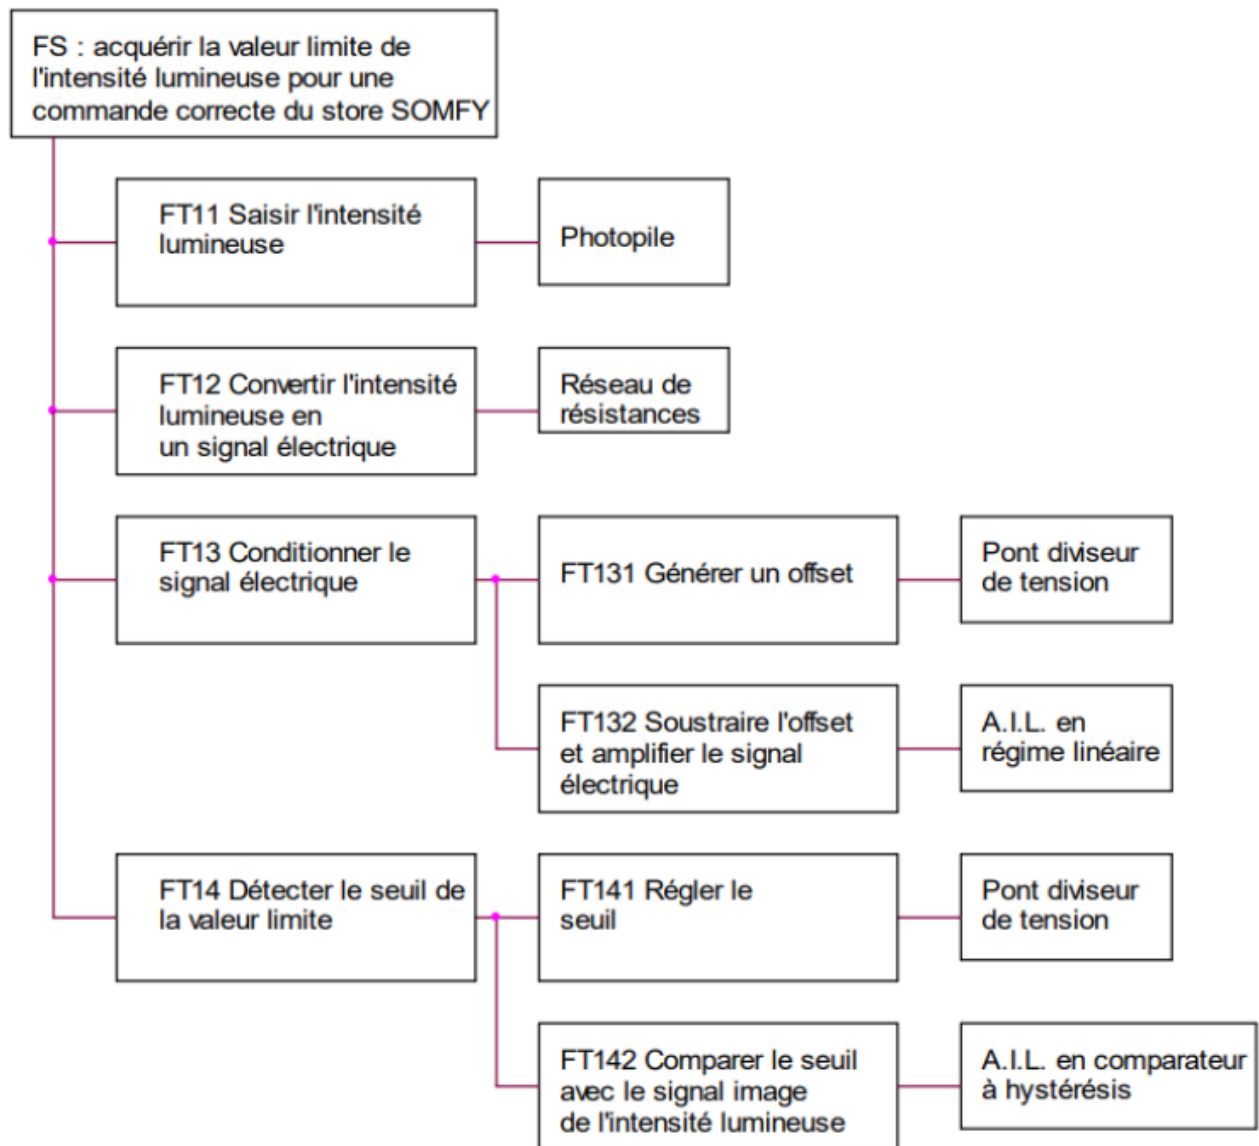 FS : acquérir la valeur limite de
l'intensité lumineuse pour une
commande correcte du store SOMFY
FT11 Saisir l'intensité
lumineuse
Photopile
FT12 Convertir l'intensité
lumineuse en
un signal électrique
Réseau de
résistances
FT13 Conditionner le
signal électrique
FT131 Générer un offset
Pont diviseur
de tension
FT132 Soustraire l'offset
et amplifier le signal
électrique
A.I.L. en
régime linéaire
FT14 Détecter le seuil de
la valeur limite
FT141 Régler le
seuil
Pont diviseur
de tension
FT142 Comparer le seuil
avec le signal image
de l'intensité lumineuse
A.I.L. en comparateur
à hystérésis